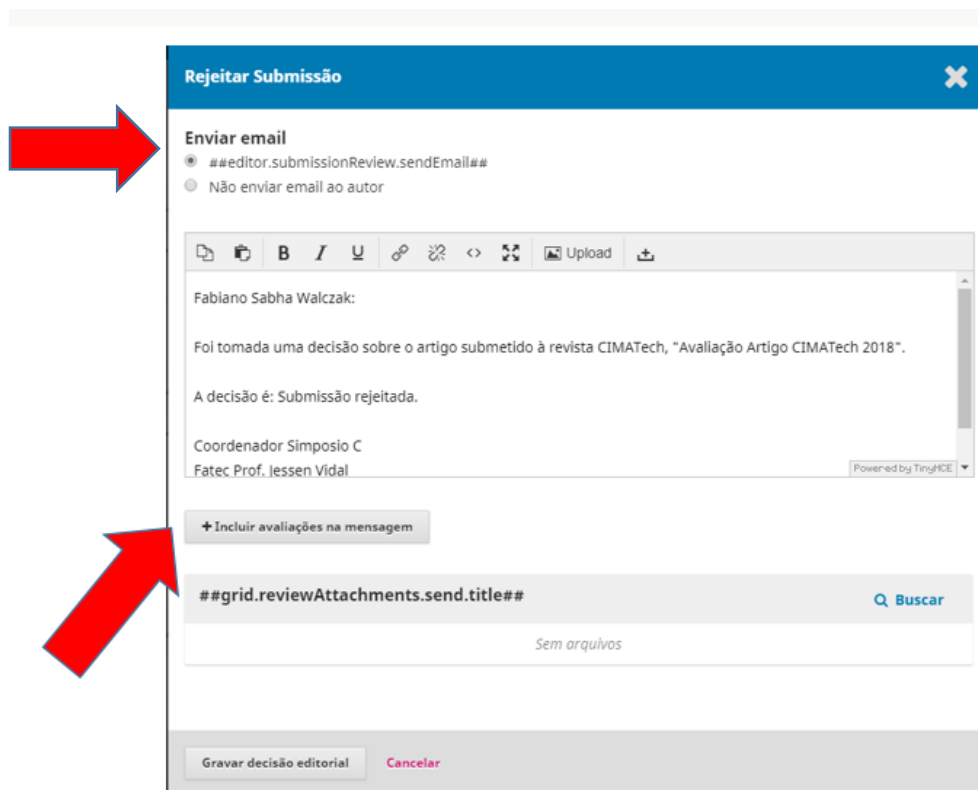 Rejeitar Submissão
Enviar email
##editor.submissionReview.sendEmail##
Não enviar email ao autor
B I U Upload
Fabiano Sabha Walczak:
Foi tomada uma decisão sobre o artigo submetido à revista CIMATech, "Avaliação Artigo CIMATech 2018".
A decisão é: Submissão rejeitada.
Coordenador Simposio C
Fatec Prof. Jessen Vidal
Powered by TinyMCE
+ Incluir avaliações na mensagem
##grid.reviewAttachments.send.title##
Buscar
Sem arquivos
Gravar decisão editorial
Cancelar